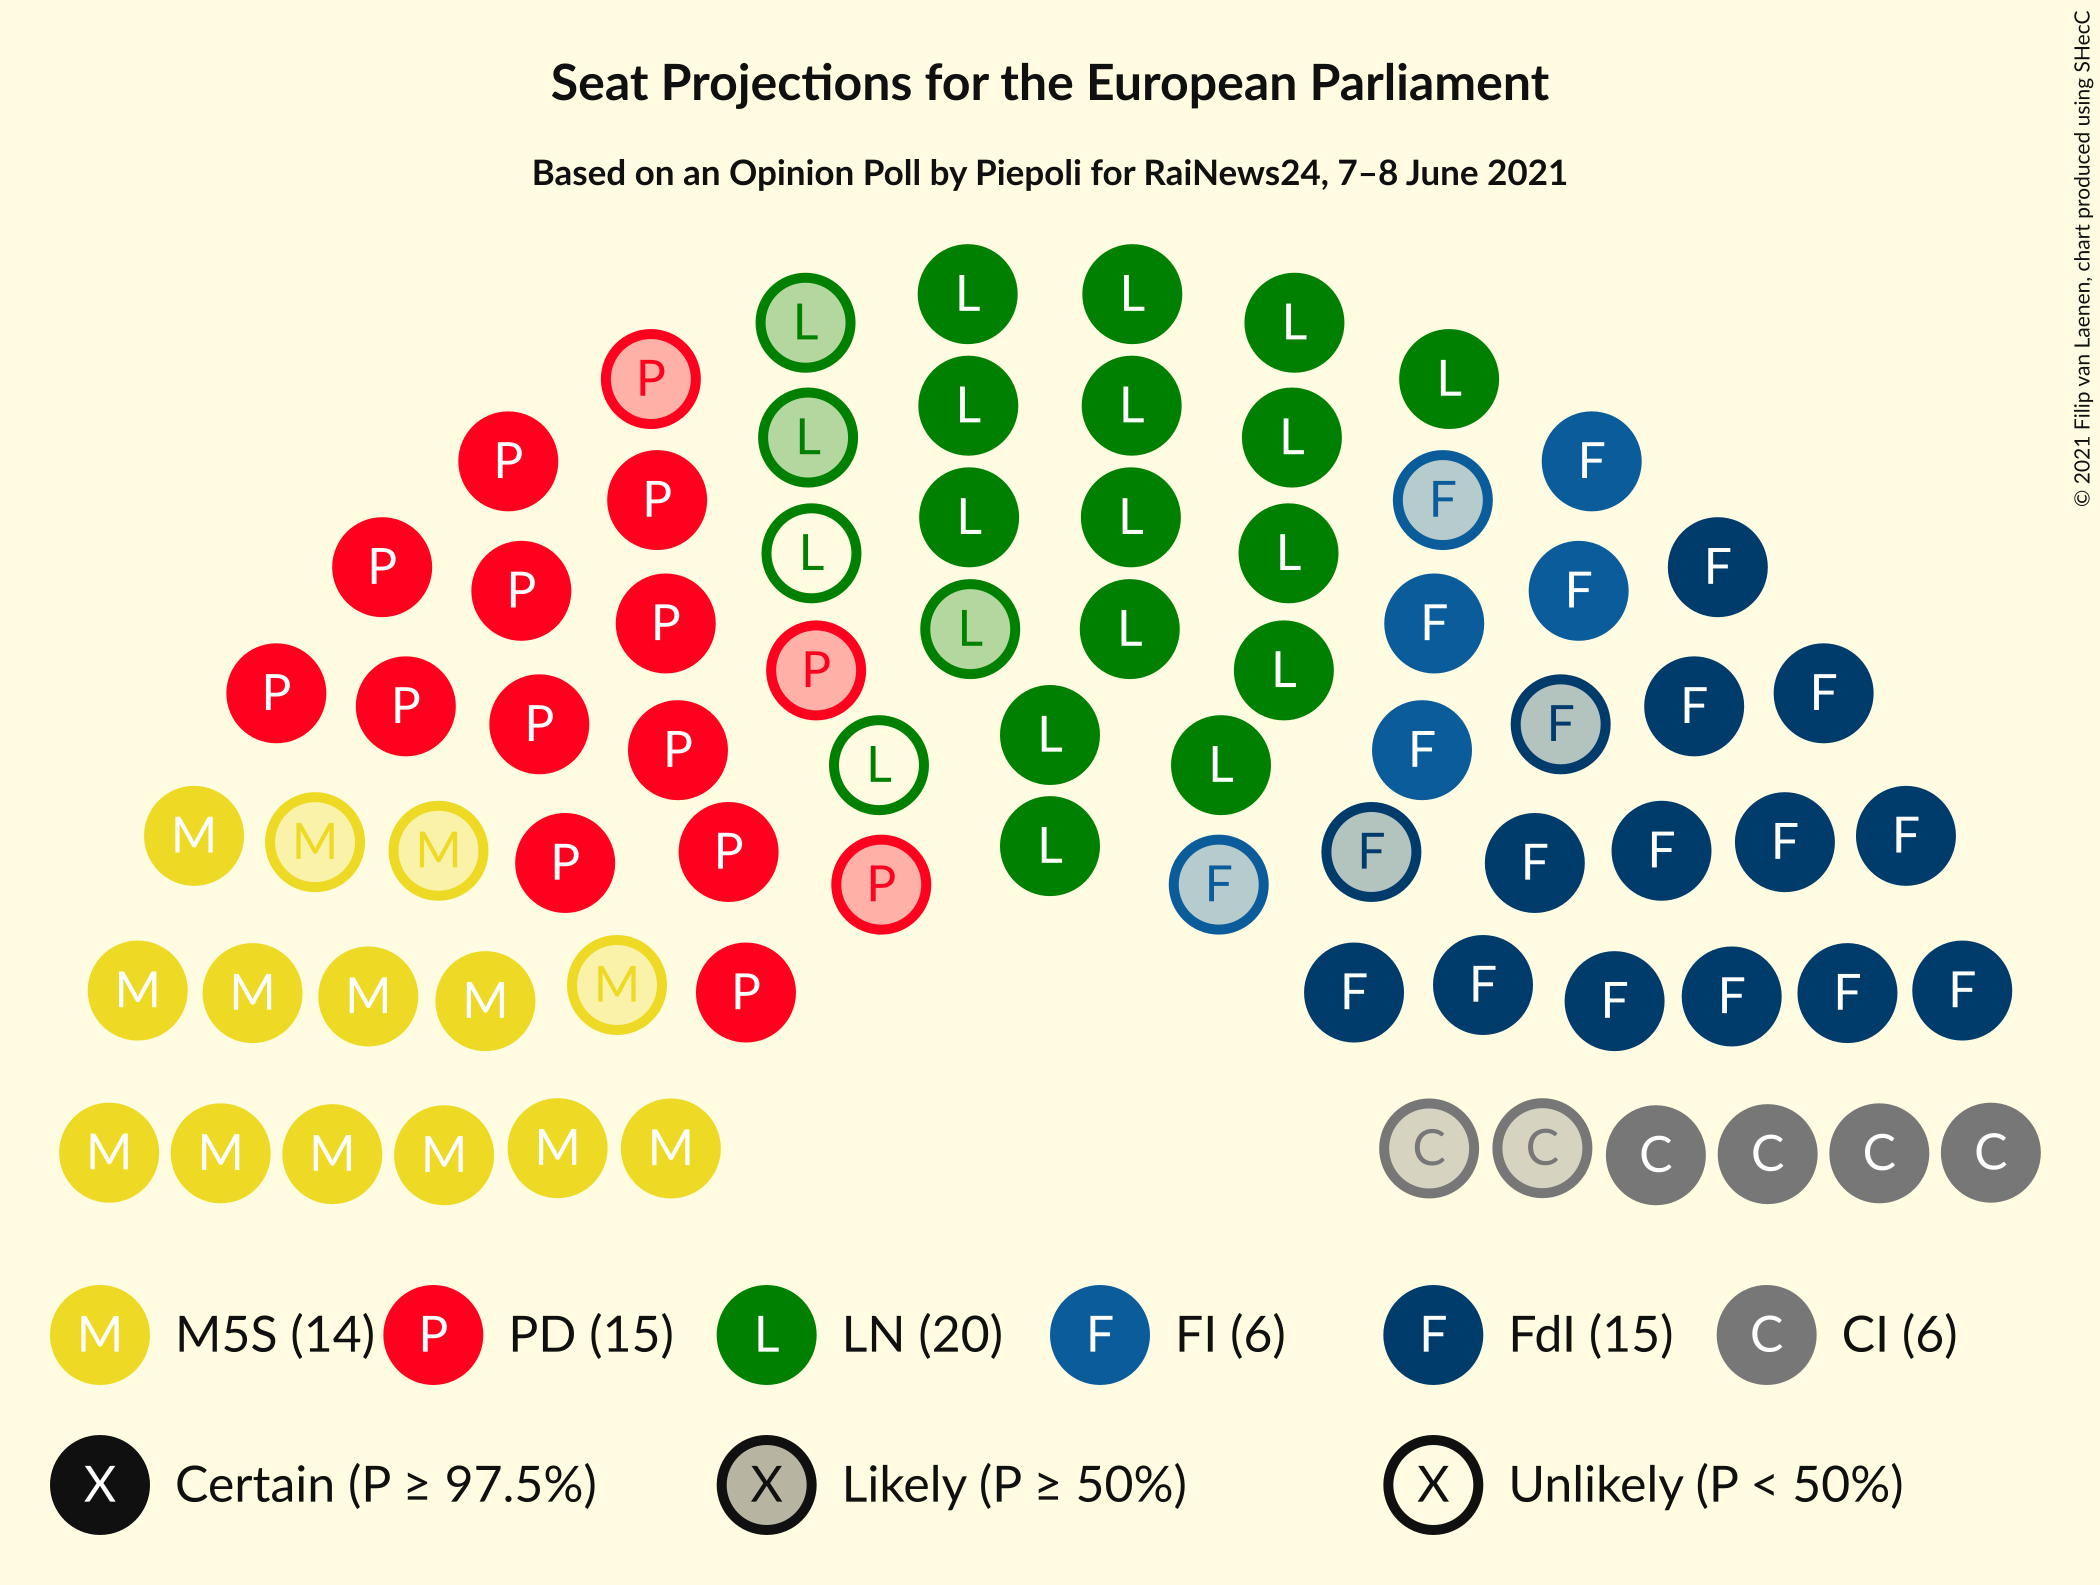 Seat Projections for the European Parliament
Based on an Opinion Poll by Piepoli for RaiNews24, 7–8 June 2021
© 2021 Filip van Laenen, chart produced using SHecC
L L
L L
P L
L L
L L
P F
P F
L L
P L L F
P P F F
P L L F
P P L F
P P F F
P P F F
L L L
L
M M M P P P L F F F F F F
M M M M M P F F F F F F
M M M M M M C C C C C C
M M5S (14) P PD (15) L LN (20) F FI (6) F FdI (15) C CI (6)
X Certain (P ≥ 97.5%) X Likely (P ≥ 50%) X Unlikely (P < 50%)